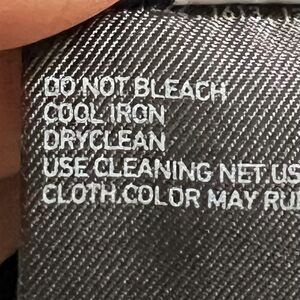 DO NOT BLEACH
COOL IRON
DRYCLEAN
USE CLEANING NET.US
CLOTH.COLOR MAY RU